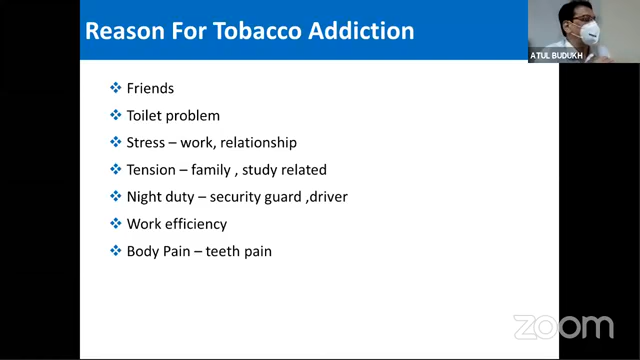 Reason For Tobacco Addiction
ATUL BUDUKH
Friends
Toilet problem
Stress – work, relationship
Tension – family , study related
Night duty – security guard ,driver
Work efficiency
Body Pain – teeth pain
zoom